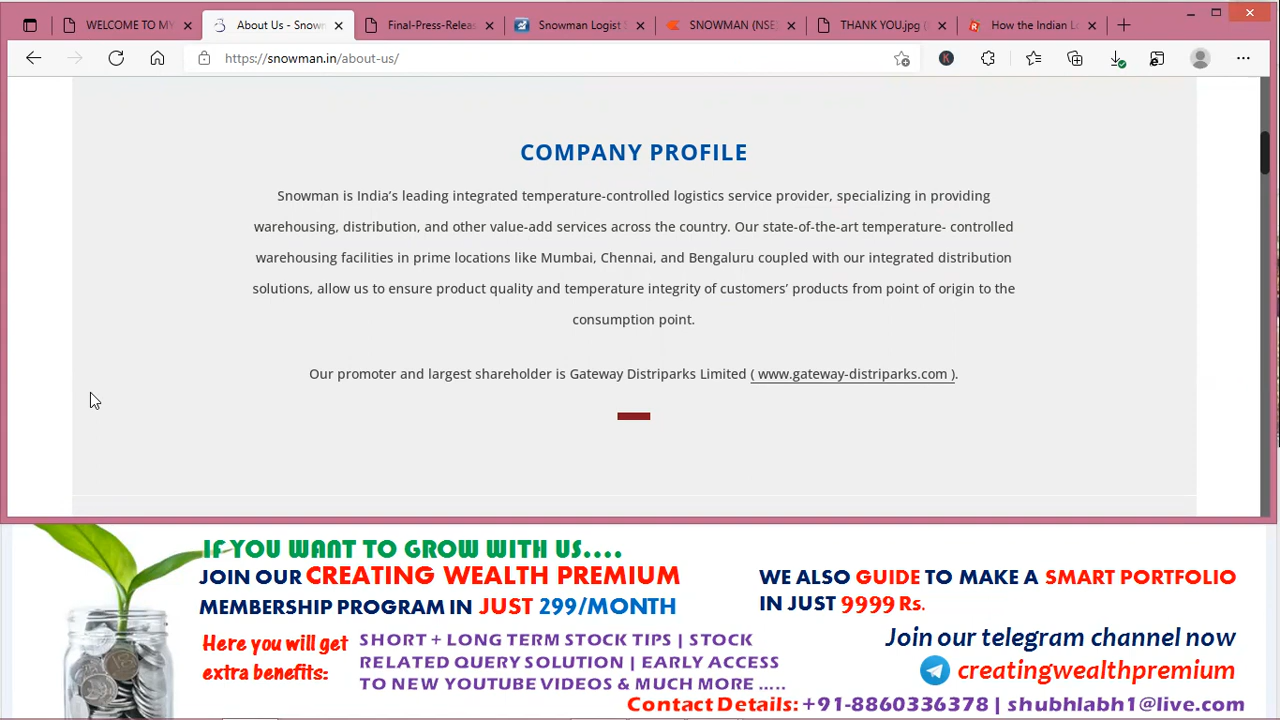 WELCOME TO MY
About Us - Snown
Final-Press-Relea
Snowman Logist
SNOWMAN (NSE
THANK YOU.jpg (
How the Indian Lo
https://snowman.in/about-us/
COMPANY PROFILE
Snowman is India’s leading integrated temperature-controlled logistics service provider, specializing in providing
warehousing, distribution, and other value-add services across the country. Our state-of-the-art temperature- controlled
warehousing facilities in prime locations like Mumbai, Chennai, and Bengaluru coupled with our integrated distribution
solutions, allow us to ensure product quality and temperature integrity of customers’ products from point of origin to the
consumption point.
Our promoter and largest shareholder is Gateway Distriparks Limited ( www.gateway-distriparks.com ).
IF YOU WANT TO GROW WITH US....
JOIN OUR CREATING WEALTH PREMIUM
MEMBERSHIP PROGRAM IN JUST 299/MONTH
Here you will get
extra benefits:
SHORT + LONG TERM STOCK TIPS | STOCK
RELATED QUERY SOLUTION | EARLY ACCESS
TO NEW YOUTUBE VIDEOS & MUCH MORE .....
WE ALSO GUIDE TO MAKE A SMART PORTFOLIO
IN JUST 9999 Rs.
Join our telegram channel now
creatingwealthpremium
Contact Details: +91-8860336378 | shubhlabh1@live.com